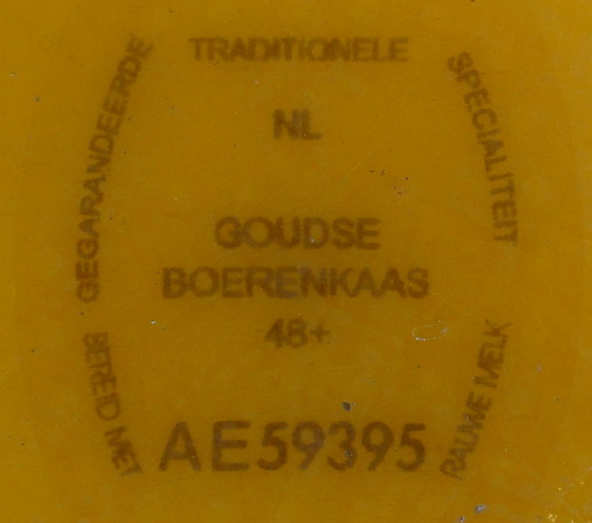 GEGARANDEERDE
TRADITIONELE
SPECIALITEIT
NL
GOUDSE
BOERENKAAS
48+
BEREID MET
RAUWE MELK
AE59395